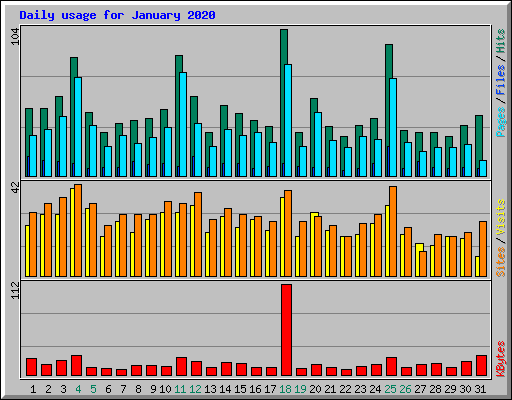 Daily usage for January 2020
104
Pages / Files / Hits
42
Sites / Visits
112
KBytes
1 2 3 4 5 6 7 8 9 10 11 12 13 14 15 16 17 18 19 20 21 22 23 24 25 26 27 28 29 30 31